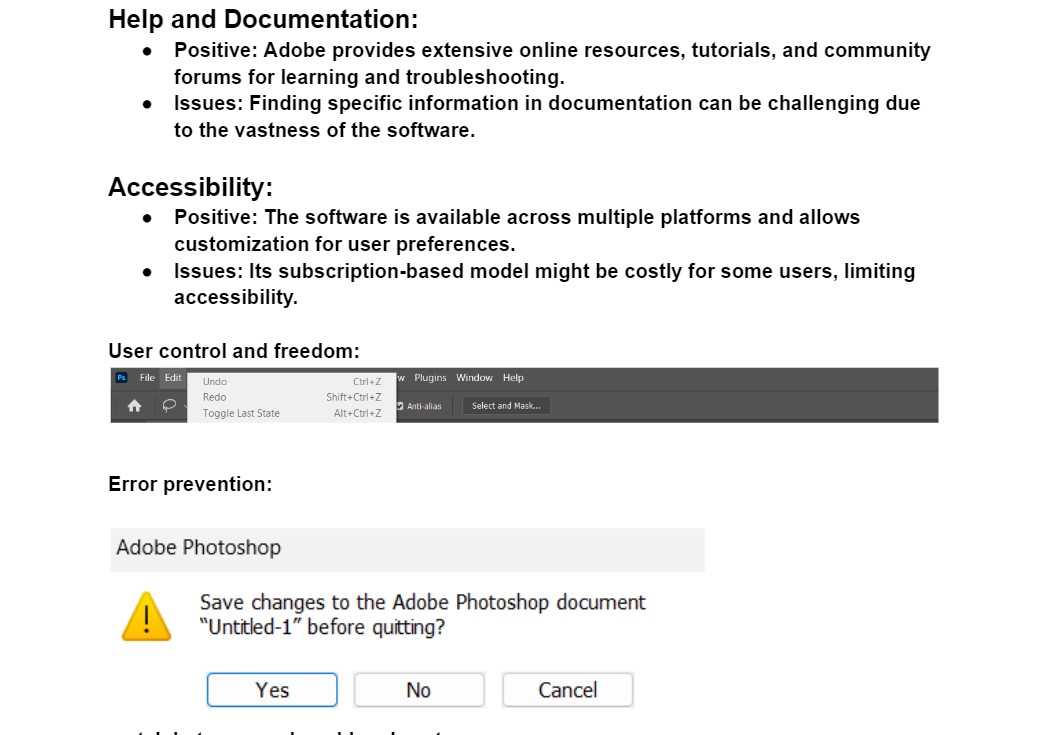 Help and Documentation:
● Positive: Adobe provides extensive online resources, tutorials, and community
forums for learning and troubleshooting.
● Issues: Finding specific information in documentation can be challenging due
to the vastness of the software.
Accessibility:
● Positive: The software is available across multiple platforms and allows
customization for user preferences.
● Issues: Its subscription-based model might be costly for some users, limiting
accessibility.
User control and freedom:
Ps File Edit Plugins Window Help
Undo Ctrl+Z
Redo Shift+Ctrl+Z
Toggle Last State Alt+Ctrl+Z
Anti-alias Select and Mask...
Error prevention:
Adobe Photoshop
Save changes to the Adobe Photoshop document
"Untitled-1" before quitting?
Yes No Cancel